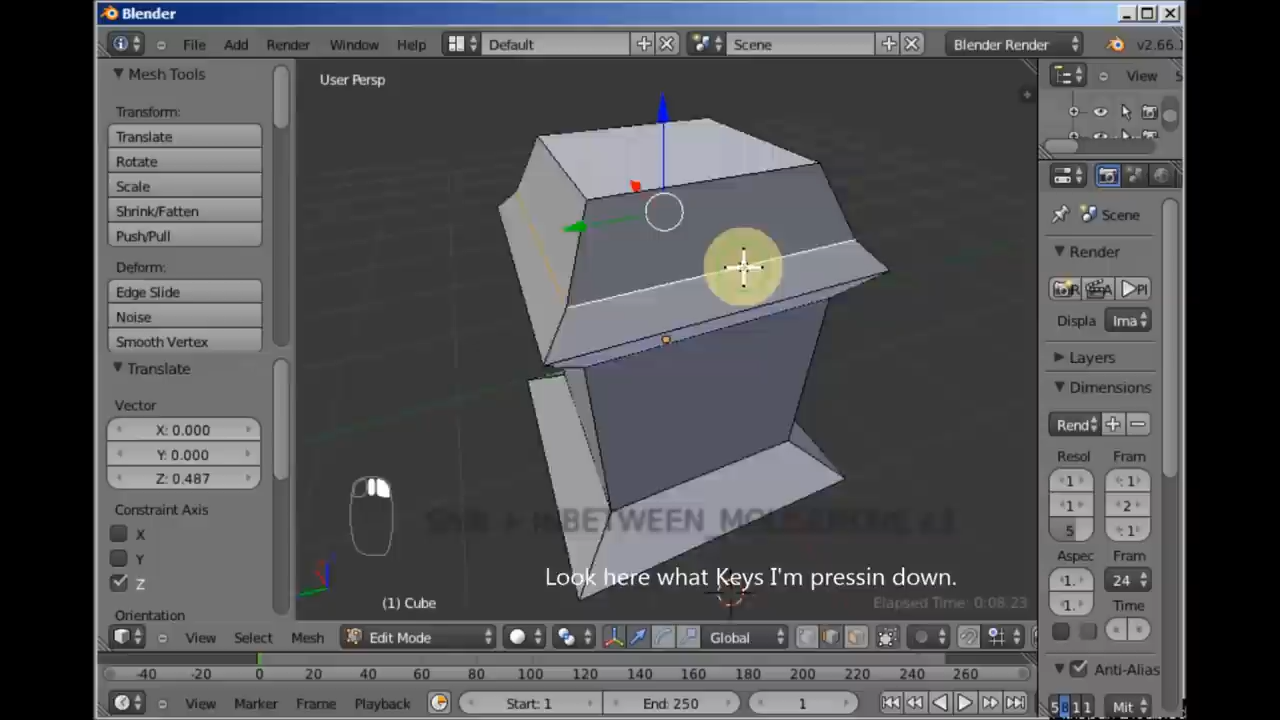 Blender
File Add Render Window Help Default Scene Blender Render v2.66.1
Mesh Tools
User Persp
View
Transform:
Translate
Rotate
Scale
Shrink/Fatten
Push/Pull
Deform:
Edge Slide
Noise
Smooth Vertex
Translate
Vector
X: 0.000
Y: 0.000
Z: 0.487
Constraint Axis
X
Y
Z
Orientation
Scene
Render
R A Pl
Displa Ima
Layers
Dimensions
Rend
Resol Fram
1 : 1
1 : 2
5 : 1
Aspec Fram
1. 24
1. Time
Anti-Alias
5 8 11 Mit
Look here what Keys I'm pressin down.
(1) Cube
Elapsed Time: 0:08.23
View Select Mesh Edit Mode Global
-40 -20 0 20 40 60 80 100 120 140 160 180 200 220 240 260
View Marker Frame Playback Start: 1 End: 250 1